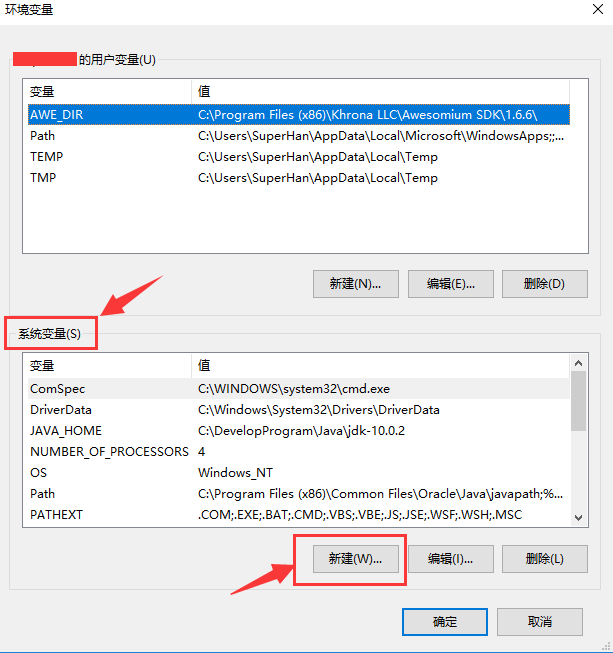 环境变量
的用户变量(U)
变量 值
AWE_DIR C:\Program Files (x86)\Khrona LLC\Awesomium SDK\1.6.6\
Path C:\Users\SuperHan\AppData\Local\Microsoft\WindowsApps;;...
TEMP C:\Users\SuperHan\AppData\Local\Temp
TMP C:\Users\SuperHan\AppData\Local\Temp
新建(N)... 编辑(E)... 删除(D)
系统变量(S)
变量 值
ComSpec C:\WINDOWS\system32\cmd.exe
DriverData C:\Windows\System32\Drivers\DriverData
JAVA_HOME C:\DevelopProgram\Java\jdk-10.0.2
NUMBER_OF_PROCESSORS 4
OS Windows_NT
Path C:\Program Files (x86)\Common Files\Oracle\Java\javapath;%...
PATHEXT .COM;.EXE;.BAT;.CMD;.VBS;.VBE;.JS;.JSE;.WSF;.WSH;.MSC
新建(W)... 编辑(I)... 删除(L)
确定 取消